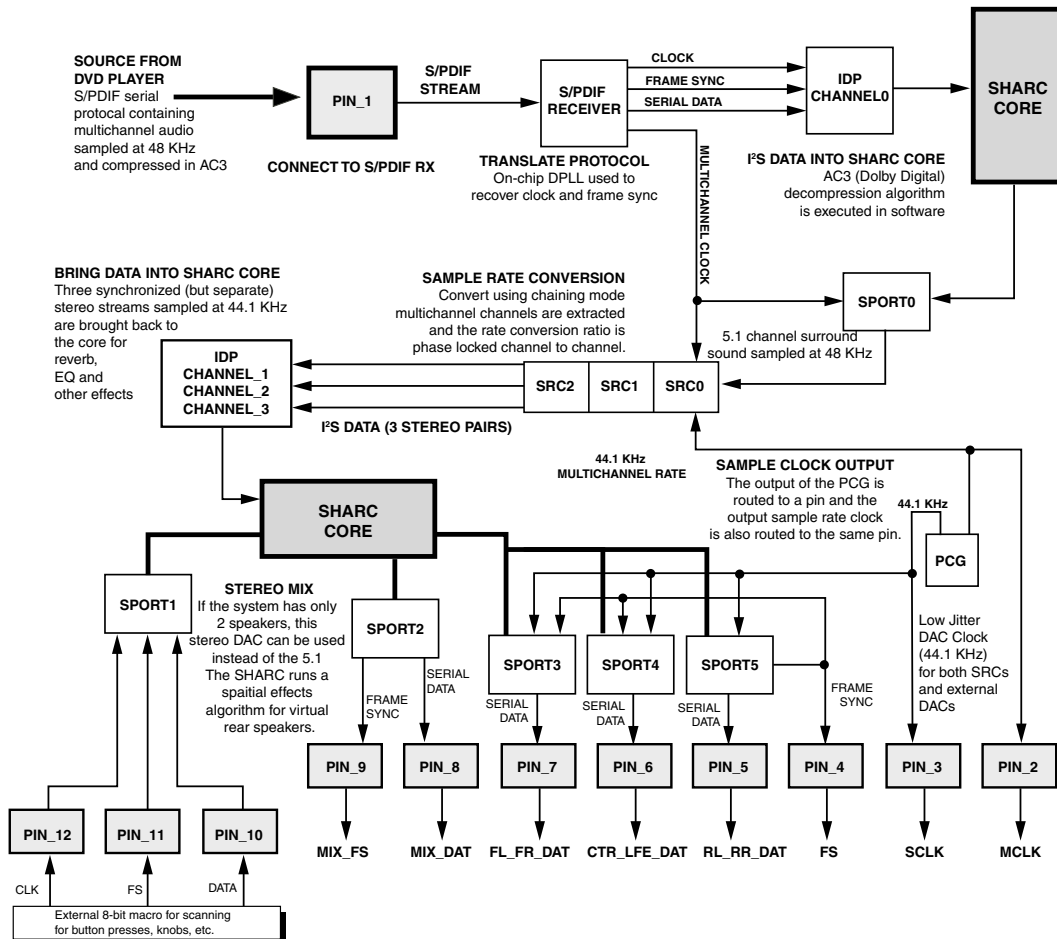 SOURCE FROM
DVD PLAYER
S/PDIF serial
protocal containing
multichannel audio
sampled at 48 KHz
and compressed in AC3
PIN_1
CONNECT TO S/PDIF RX
S/PDIF
STREAM
S/PDIF
RECEIVER
TRANSLATE PROTOCOL
On-chip DPLL used to
recover clock and frame sync
CLOCK
FRAME SYNC
SERIAL DATA
MULTICHANNEL CLOCK
IDP
CHANNEL0
SHARC
CORE
I²S DATA INTO SHARC CORE
AC3 (Dolby Digital)
decompression algorithm
is executed in software
BRING DATA INTO SHARC CORE
Three synchronized (but separate)
stereo streams sampled at 44.1 KHz
are brought back to
the core for
reverb,
EQ and
other effects
SAMPLE RATE CONVERSION
Convert using chaining mode
multichannel channels are extracted
and the rate conversion ratio is
phase locked channel to channel.
SPORT0
5.1 channel surround
sound sampled at 48 KHz
IDP
CHANNEL_1
CHANNEL_2
CHANNEL_3
SRC2
SRC1
SRC0
I²S DATA (3 STEREO PAIRS)
44.1 KHz
MULTICHANNEL RATE
SAMPLE CLOCK OUTPUT
The output of the PCG is
routed to a pin and the
output sample rate clock
is also routed to the same pin.
44.1 KHz
PCG
SHARC
CORE
SPORT1
STEREO MIX
If the system has only
2 speakers, this
stereo DAC can be used
instead of the 5.1
The SHARC runs a
spaitial effects
algorithm for virtual
rear speakers.
SPORT2
SPORT3
SPORT4
SPORT5
Low Jitter
DAC Clock
(44.1 KHz)
for both SRCs
and external
DACs
FRAME
SYNC
SERIAL
DATA
SERIAL
DATA
SERIAL
DATA
SERIAL
DATA
FRAME
SYNC
PIN_9
PIN_8
PIN_7
PIN_6
PIN_5
PIN_4
PIN_3
PIN_2
PIN_12
PIN_11
PIN_10
MIX_FS
MIX_DAT
FL_FR_DAT
CTR_LFE_DAT
RL_RR_DAT
FS
SCLK
MCLK
CLK
FS
DATA
External 8-bit macro for scanning
for button presses, knobs, etc.